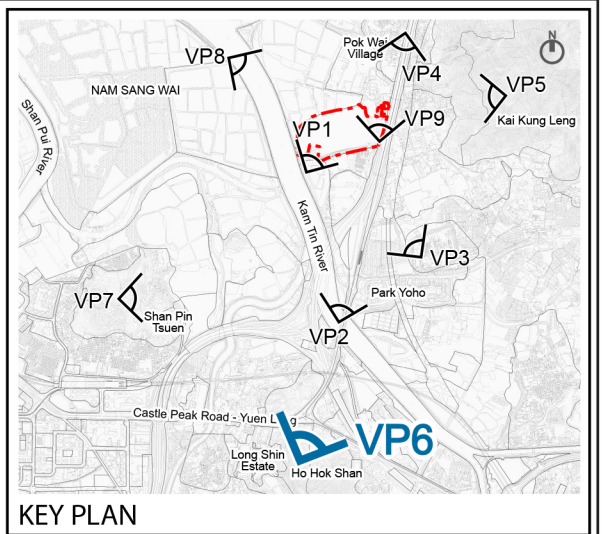 N
Pok Wai
Village
VP8
VP4
NAM SANG WAI
VP5
Kai Kung Leng
Shan Pui River
VP1
VP9
Kam Tin River
VP3
VP7
Park Yoho
Shan Pin
Tsuen
VP2
Castle Peak Road - Yuen Long
VP6
Long Shin
Estate
Ho Hok Shan
KEY PLAN